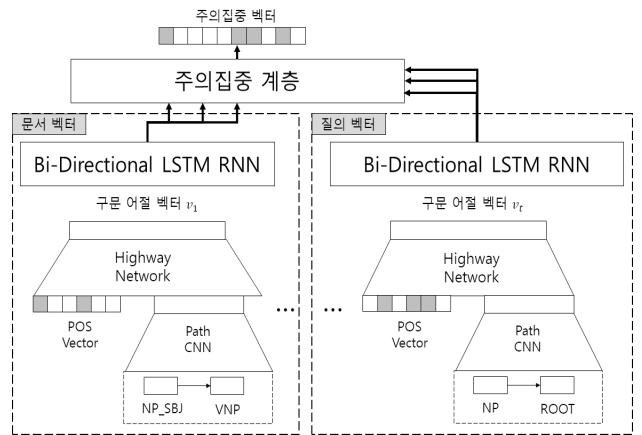 주의집중 벡터
주의집중 계층
문서 벡터
Bi-Directional LSTM RNN
구문 어절 벡터 v₁
Highway
Network
POS
Vector
Path
CNN
NP_SBJ
VNP
...
질의 벡터
Bi-Directional LSTM RNN
구문 어절 벡터 vₜ
Highway
Network
...
POS
Vector
Path
CNN
NP
ROOT